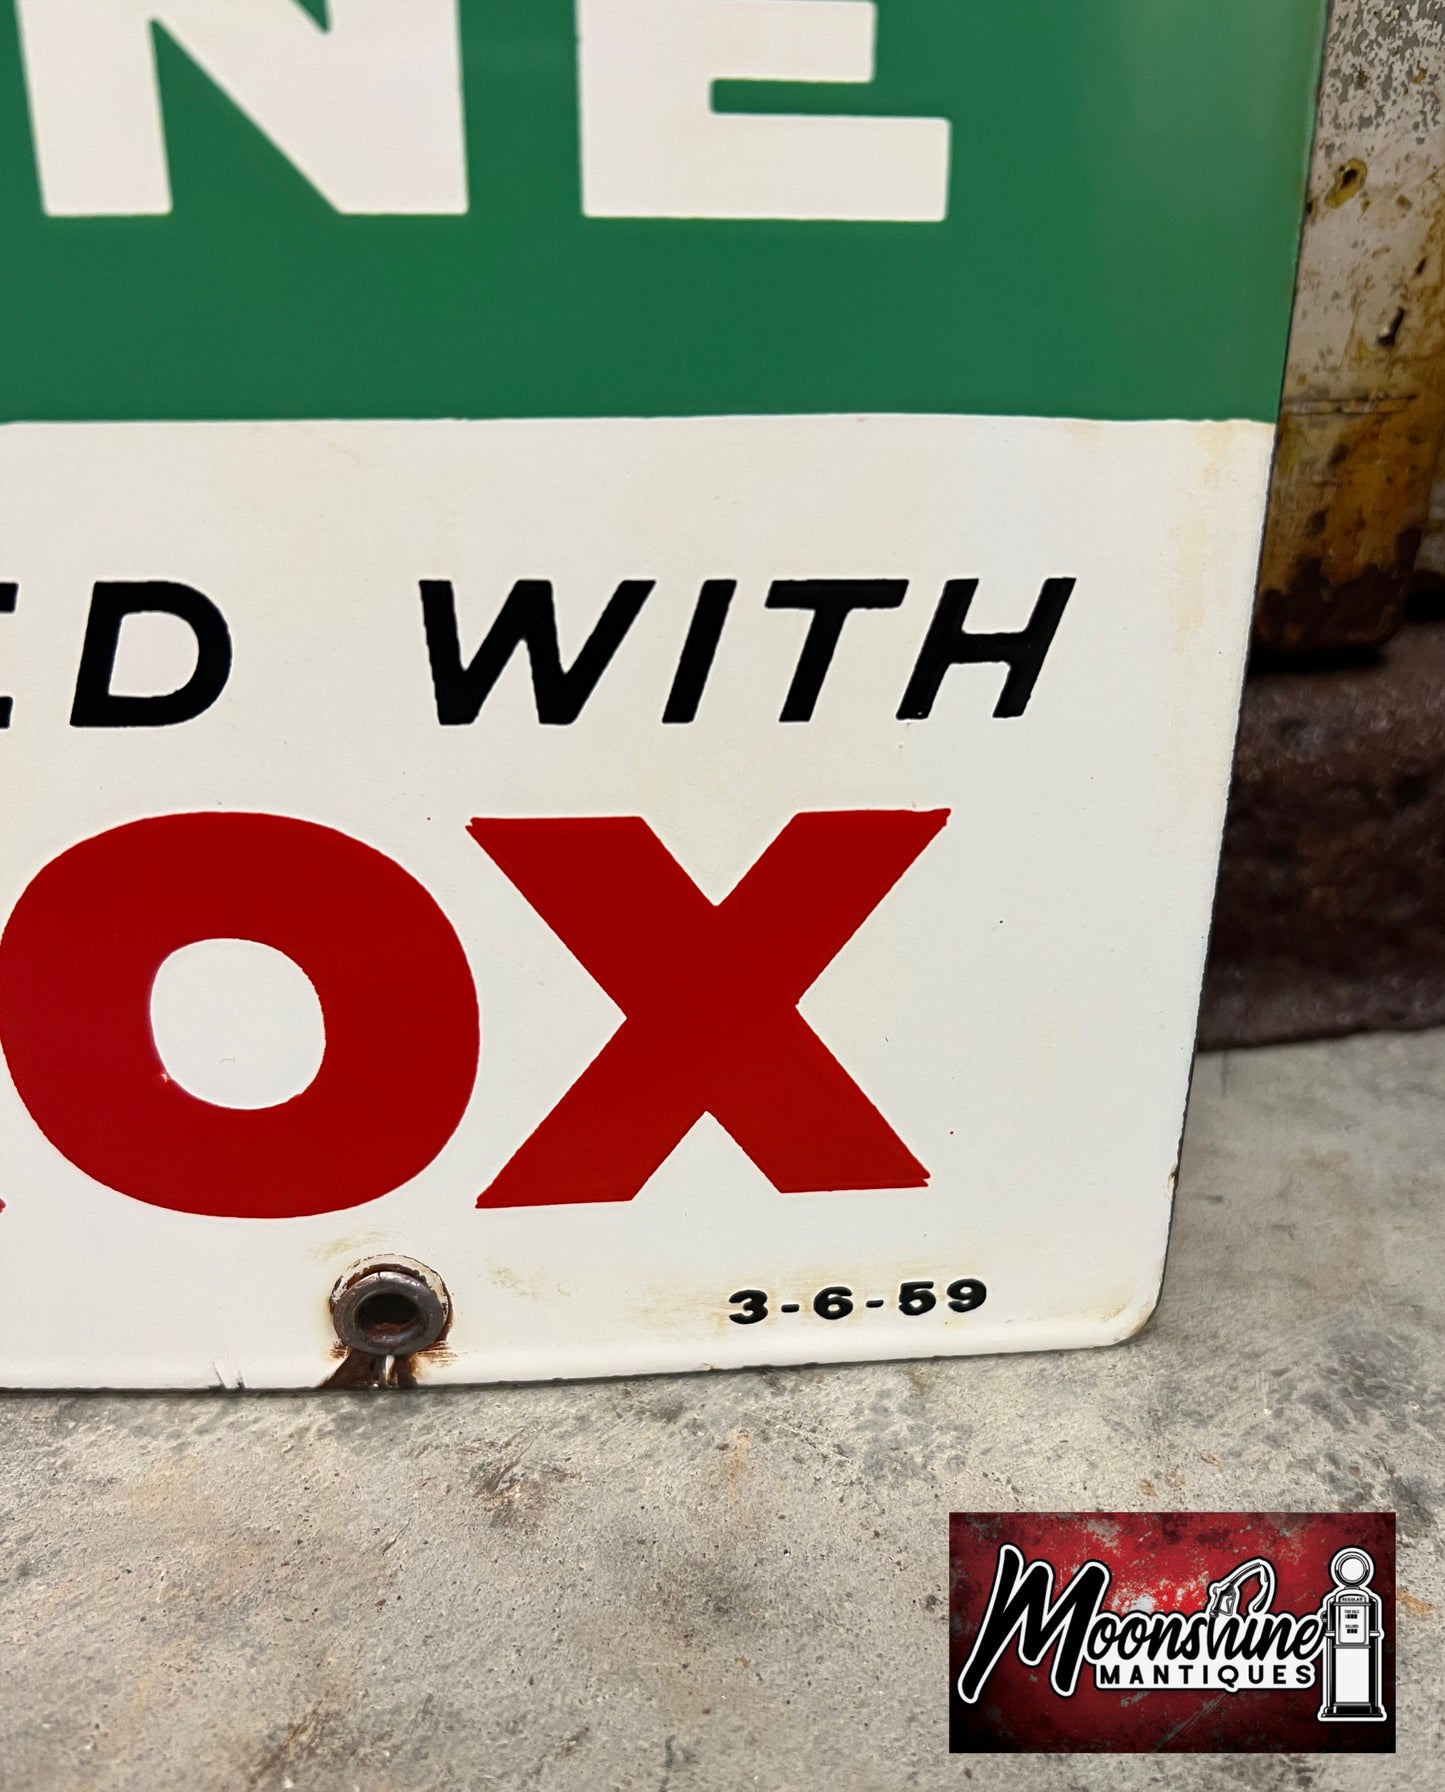 NE
ED WITH
OX
3-6-59
Moonshine
MANTIQUES